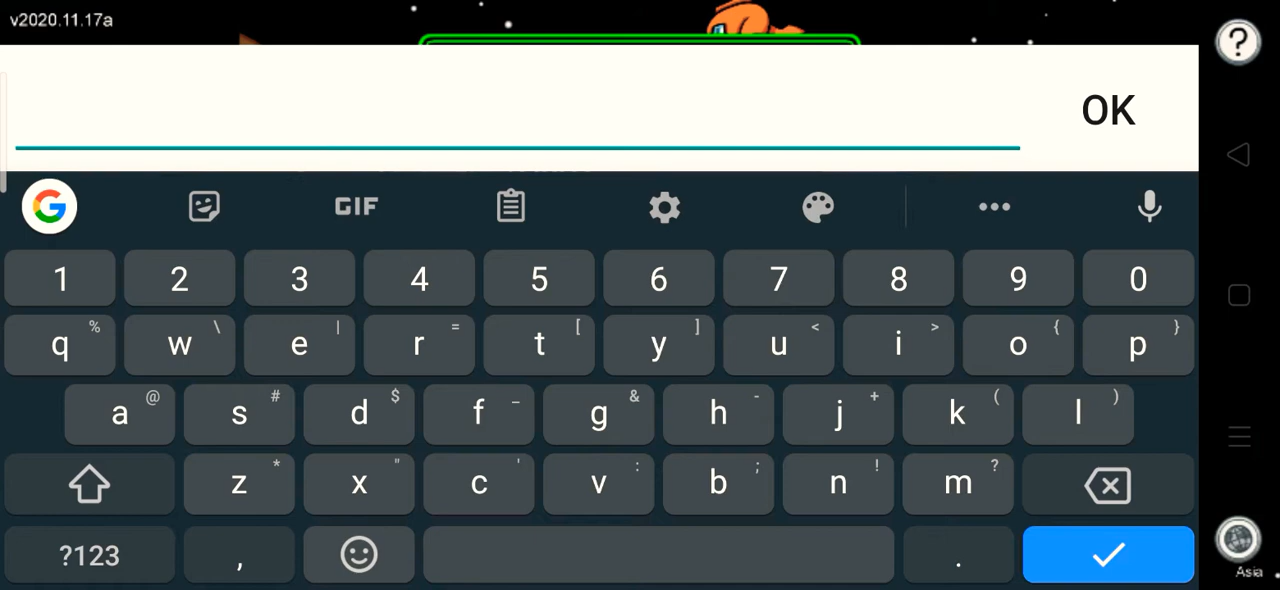 v2020.11.17a
?
OK
G GIF
1 2 3 4 5 6 7 8 9 0
q % w \ e | r = t [ y ] u < i > o { p }
a @ s # d $ f _ g & h - j + k ( l )
z * x " c ' v : b ; n ! m ?
?123 , .
Asia